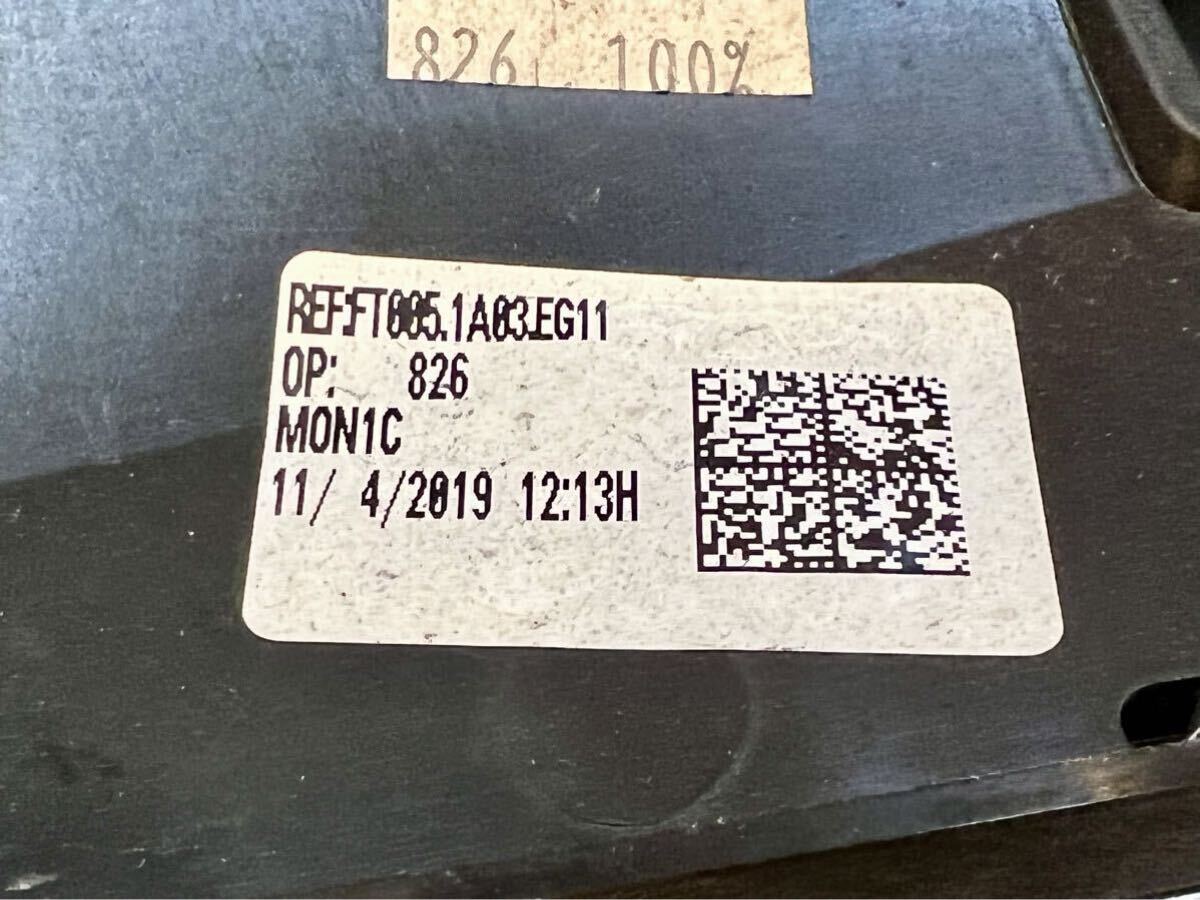 826 100%
REF:FT005.1A03.EG11
OP: 826
MON1C
11/ 4/2019 12:13H